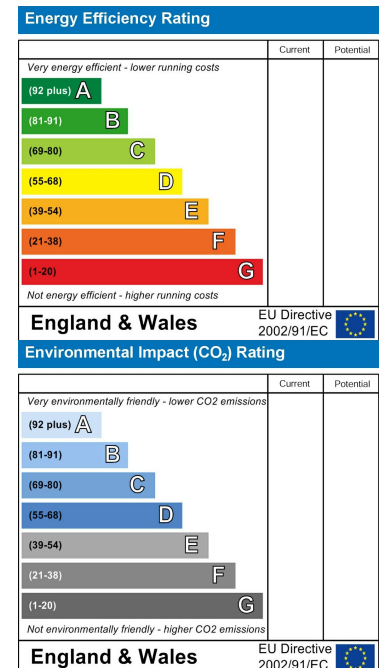 Energy Efficiency Rating
Current Potential
Very energy efficient - lower running costs
(92 plus) A
(81-91) B
(69-80) C
(55-68) D
(39-54) E
(21-38) F
(1-20) G
Not energy efficient - higher running costs
England & Wales EU Directive
2002/91/EC
Environmental Impact (CO₂) Rating
Current Potential
Very environmentally friendly - lower CO2 emissions
(92 plus) A
(81-91) B
(69-80) C
(55-68) D
(39-54) E
(21-38) F
(1-20) G
Not environmentally friendly - higher CO2 emissions
England & Wales EU Directive
2002/91/EC